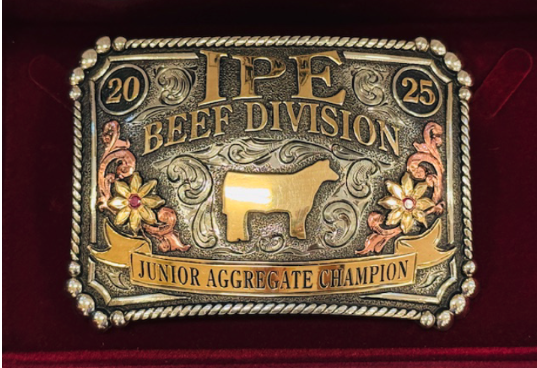 IPE
20 25
BEEF DIVISION
JUNIOR AGGREGATE CHAMPION